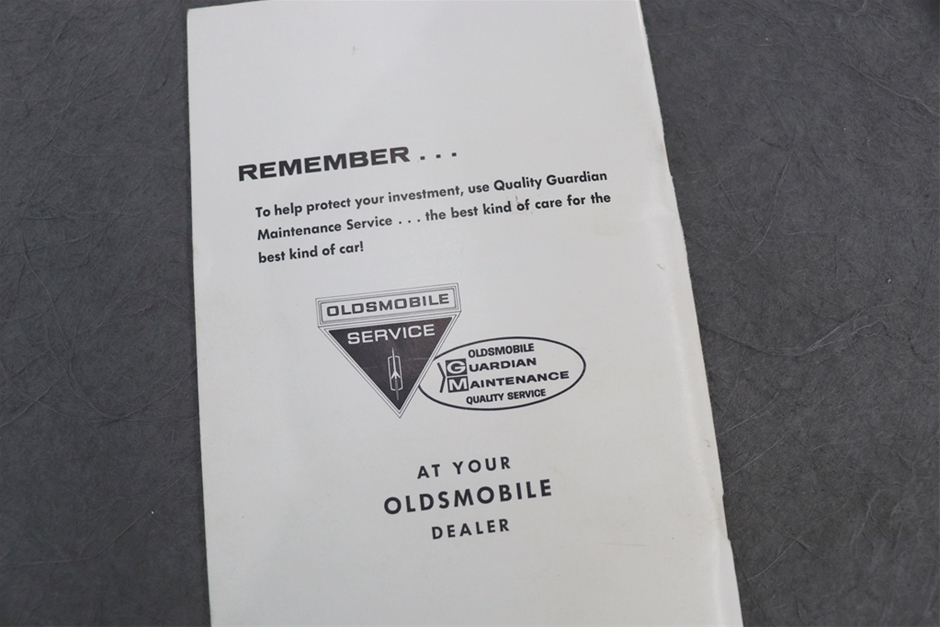 REMEMBER . . .
To help protect your investment, use Quality Guardian
Maintenance Service . . . the best kind of care for the
best kind of car!
OLDSMOBILE
SERVICE
OLDSMOBILE
GUARDIAN
MAINTENANCE
QUALITY SERVICE
AT YOUR
OLDSMOBILE
DEALER